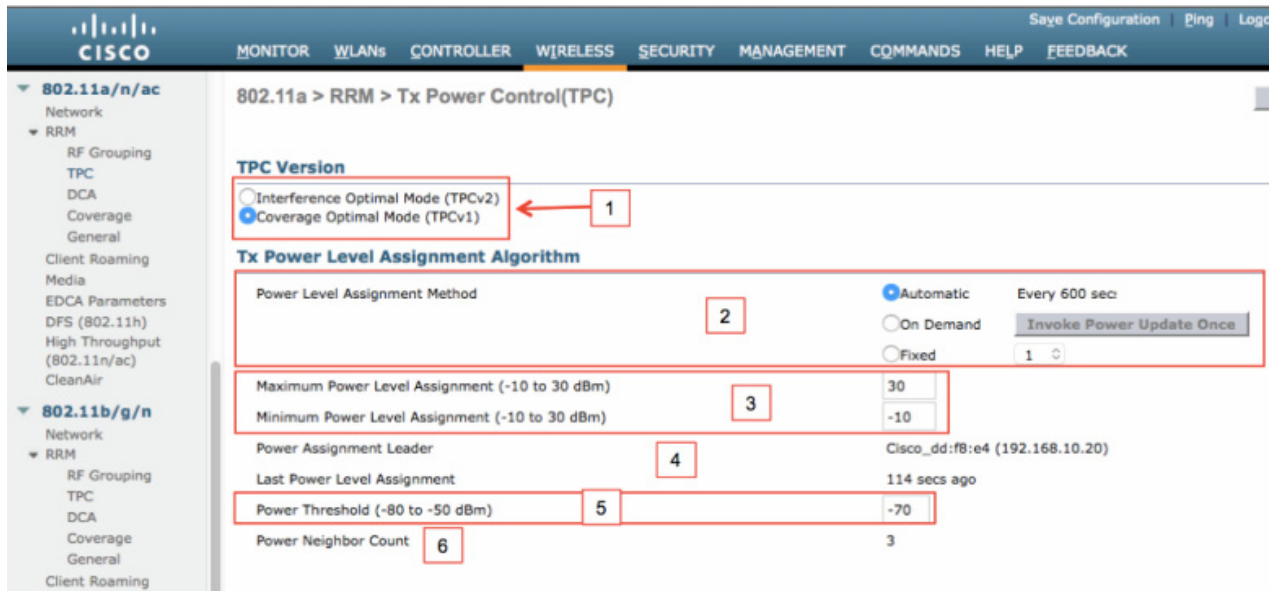 Save Configuration Ping Logo
CISCO
MONITOR WLANs CONTROLLER WIRELESS SECURITY MANAGEMENT COMMANDS HELP FEEDBACK
802.11a/n/ac
Network
RRM
RF Grouping
TPC
DCA
Coverage
General
Client Roaming
Media
EDCA Parameters
DFS (802.11h)
High Throughput
(802.11n/ac)
CleanAir
802.11b/g/n
Network
RRM
RF Grouping
TPC
DCA
Coverage
General
Client Roaming
802.11a > RRM > Tx Power Control(TPC)
TPC Version
Interference Optimal Mode (TPCv2)
Coverage Optimal Mode (TPCv1)
1
Tx Power Level Assignment Algorithm
Power Level Assignment Method
2
Automatic Every 600 sec
On Demand Invoke Power Update Once
Fixed 1
Maximum Power Level Assignment (-10 to 30 dBm) 30
3
Minimum Power Level Assignment (-10 to 30 dBm) -10
Power Assignment Leader Cisco_dd:f8:e4 (192.168.10.20)
4
Last Power Level Assignment 114 secs ago
Power Threshold (-80 to -50 dBm) 5 -70
Power Neighbor Count 6 3